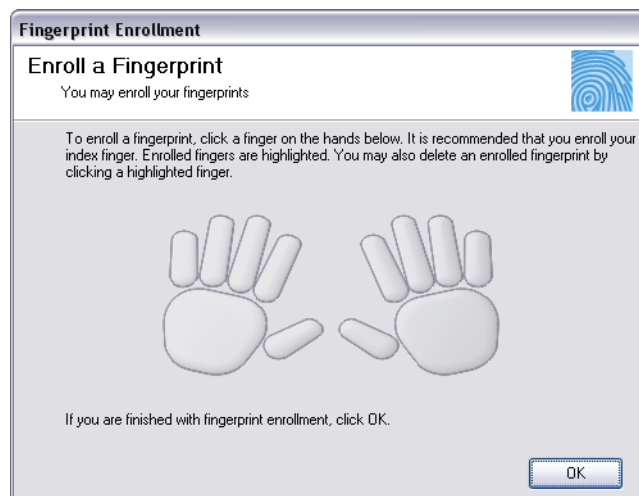 Fingerprint Enrollment
Enroll a Fingerprint
You may enroll your fingerprints
To enroll a fingerprint, click a finger on the hands below. It is recommended that you enroll your
index finger. Enrolled fingers are highlighted. You may also delete an enrolled fingerprint by
clicking a highlighted finger.
If you are finished with fingerprint enrollment, click OK.
OK